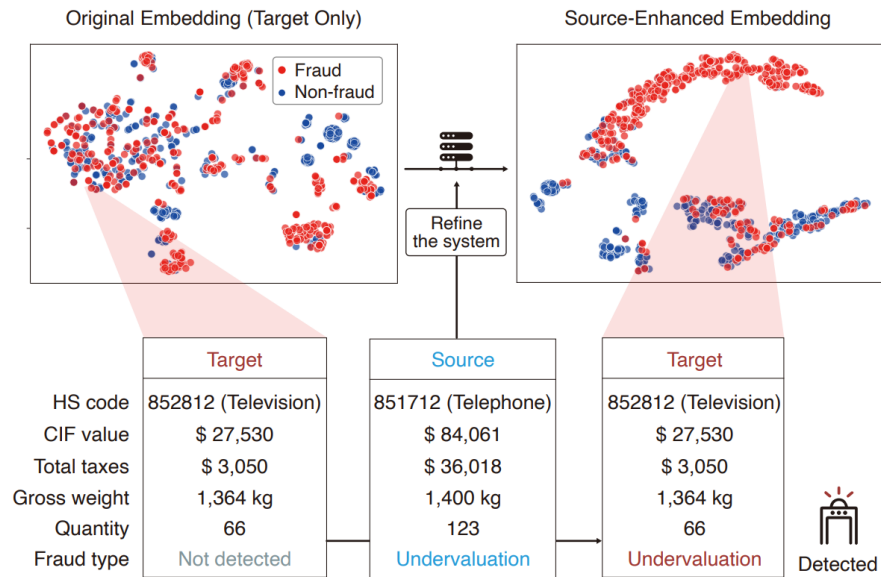 Original Embedding (Target Only)
Source-Enhanced Embedding
Fraud
Non-fraud
Refine
the system
Target
Source
Target
HS code 852812 (Television) 851712 (Telephone) 852812 (Television)
CIF value $ 27,530 $ 84,061 $ 27,530
Total taxes $ 3,050 $ 36,018 $ 3,050
Gross weight 1,364 kg 1,400 kg 1,364 kg
Quantity 66 123 66
Fraud type Not detected Undervaluation Undervaluation
Detected